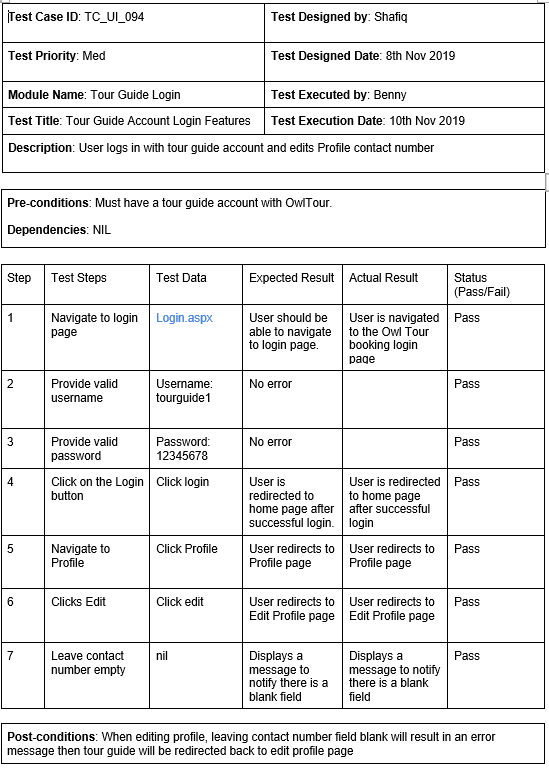 Test Case ID: TC_UI_094
Test Designed by: Shafiq
Test Priority: Med
Test Designed Date: 8th Nov 2019
Module Name: Tour Guide Login
Test Executed by: Benny
Test Title: Tour Guide Account Login Features
Test Execution Date: 10th Nov 2019
Description: User logs in with tour guide account and edits Profile contact number
Pre-conditions: Must have a tour guide account with OwlTour.
Dependencies: NIL
Step
Test Steps
Test Data
Expected Result
Actual Result
Status
(Pass/Fail)
1
Navigate to login
page
Login.aspx
User should be
able to navigate
to login page.
User is navigated
to the Owl Tour
booking login
page
Pass
2
Provide valid
username
Username:
tourguide1
No error
Pass
3
Provide valid
password
Password:
12345678
No error
Pass
4
Click on the Login
button
Click login
User is
redirected to
home page after
successful login.
User is redirected
to home page
after successful
login
Pass
5
Navigate to
Profile
Click Profile
User redirects to
Profile page
User redirects to
Profile page
Pass
6
Clicks Edit
Click edit
User redirects to
Edit Profile page
User redirects to
Edit Profile page
Pass
7
Leave contact
number empty
nil
Displays a
message to
notify there is a
blank field
Displays a
message to notify
there is a blank
field
Pass
Post-conditions: When editing profile, leaving contact number field blank will result in an error
message then tour guide will be redirected back to edit profile page